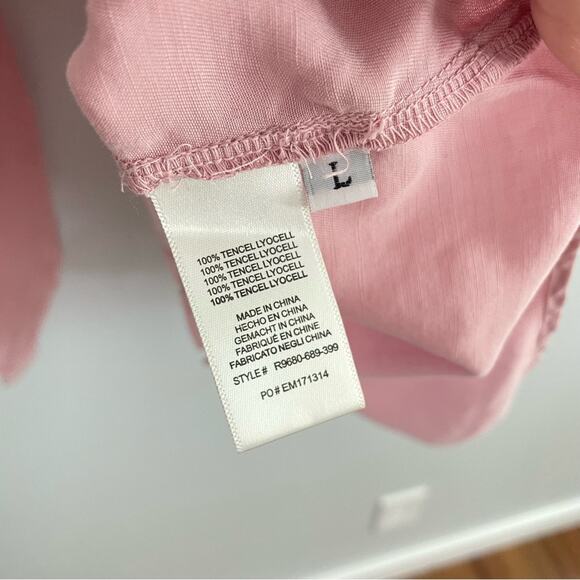 L
100% TENCEL LYOCELL
100% TENCEL LYOCELL
100% TENCEL LYOCELL
100% TENCEL LYOCELL
100% TENCEL LYOCELL
MADE IN CHINA
HECHO EN CHINA
GEMACHT IN CHINA
FABRIQUÉ EN CHINE
FABRICATO NEGLI CHINA
STYLE# R9680-689-399
PO# EM171314